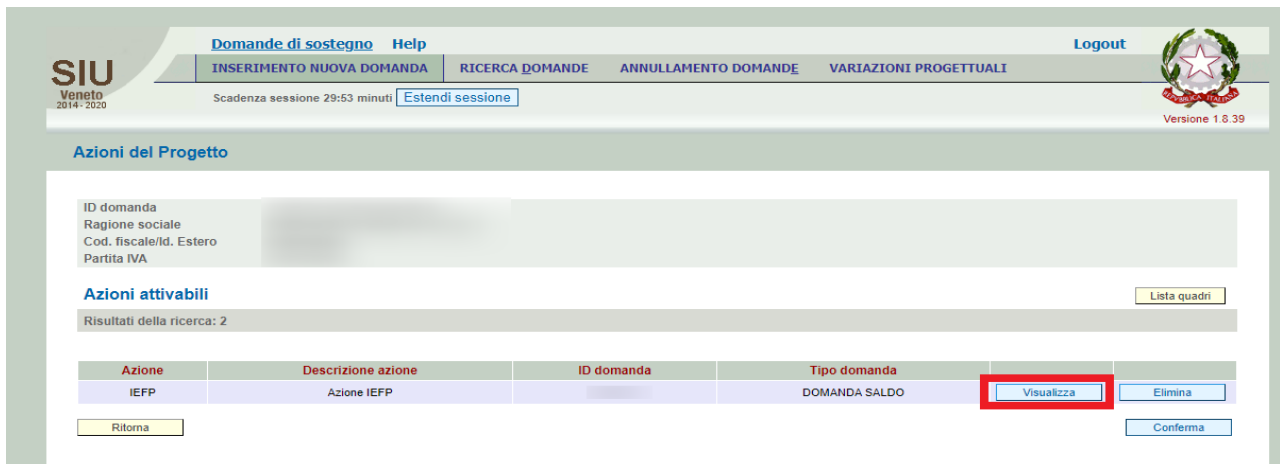 Domande di sostegno Help Logout
SIU
Veneto
2014- 2020
INSERIMENTO NUOVA DOMANDA RICERCA DOMANDE ANNULLAMENTO DOMANDE VARIAZIONI PROGETTUALI
Scadenza sessione 29:53 minuti Estendi sessione
REPVBBLICA ITALIANA
Versione 1.8.39
Azioni del Progetto
ID domanda
Ragione sociale
Cod. fiscale/Id. Estero
Partita IVA
Azioni attivabili Lista quadri
Risultati della ricerca: 2
Azione Descrizione azione ID domanda Tipo domanda
IEFP Azione IEFP DOMANDA SALDO Visualizza Elimina
Ritorna Conferma